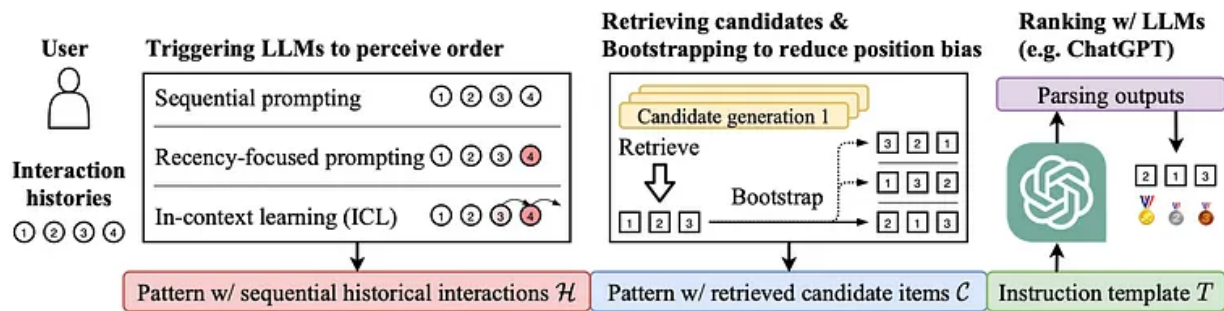 User
Interaction
histories
① ② ③ ④
Triggering LLMs to perceive order
Sequential prompting ① ② ③ ④
Recency-focused prompting ① ② ③ ④
In-context learning (ICL) ① ② ③ ④
Pattern w/ sequential historical interactions ℋ
Retrieving candidates &
Bootstrapping to reduce position bias
Candidate generation 1
Retrieve
1 2 3
Bootstrap
3 2 1
1 3 2
2 1 3
Pattern w/ retrieved candidate items 𝒞
Ranking w/ LLMs
(e.g. ChatGPT)
Parsing outputs
2 1 3
Instruction template T